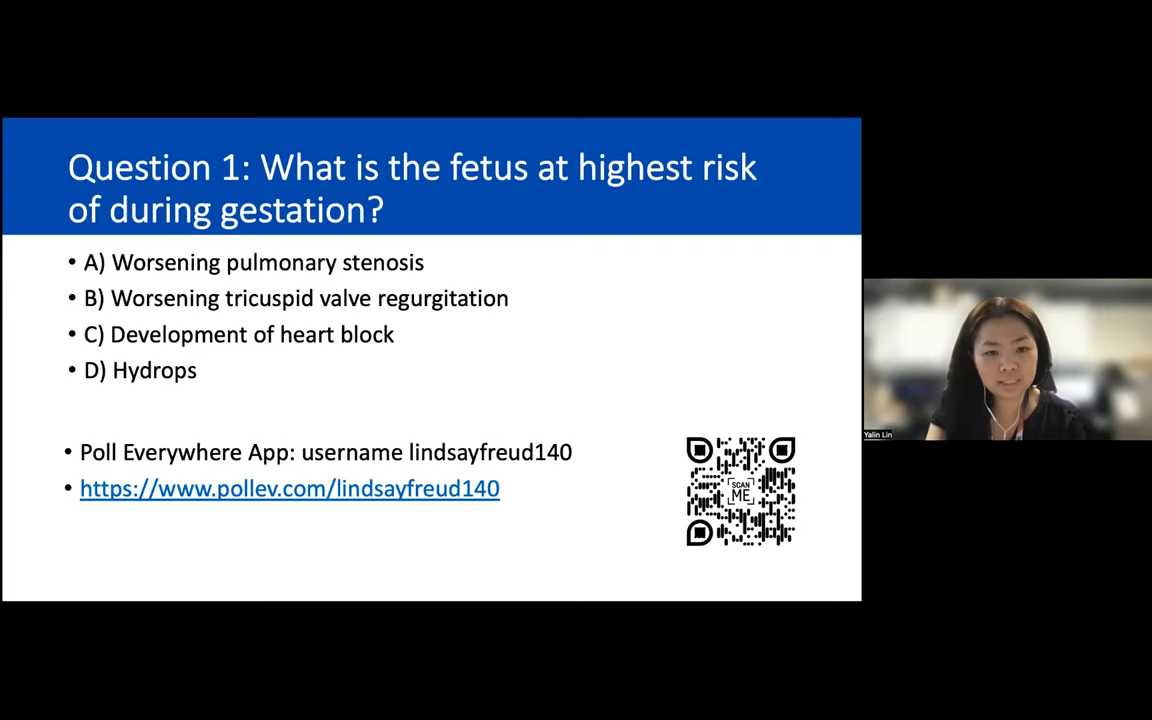 Question 1: What is the fetus at highest risk
of during gestation?
• A) Worsening pulmonary stenosis
• B) Worsening tricuspid valve regurgitation
• C) Development of heart block
• D) Hydrops
• Poll Everywhere App: username lindsayfreud140
• https://www.pollev.com/lindsayfreud140
SCAN
ME
Yalin Lin